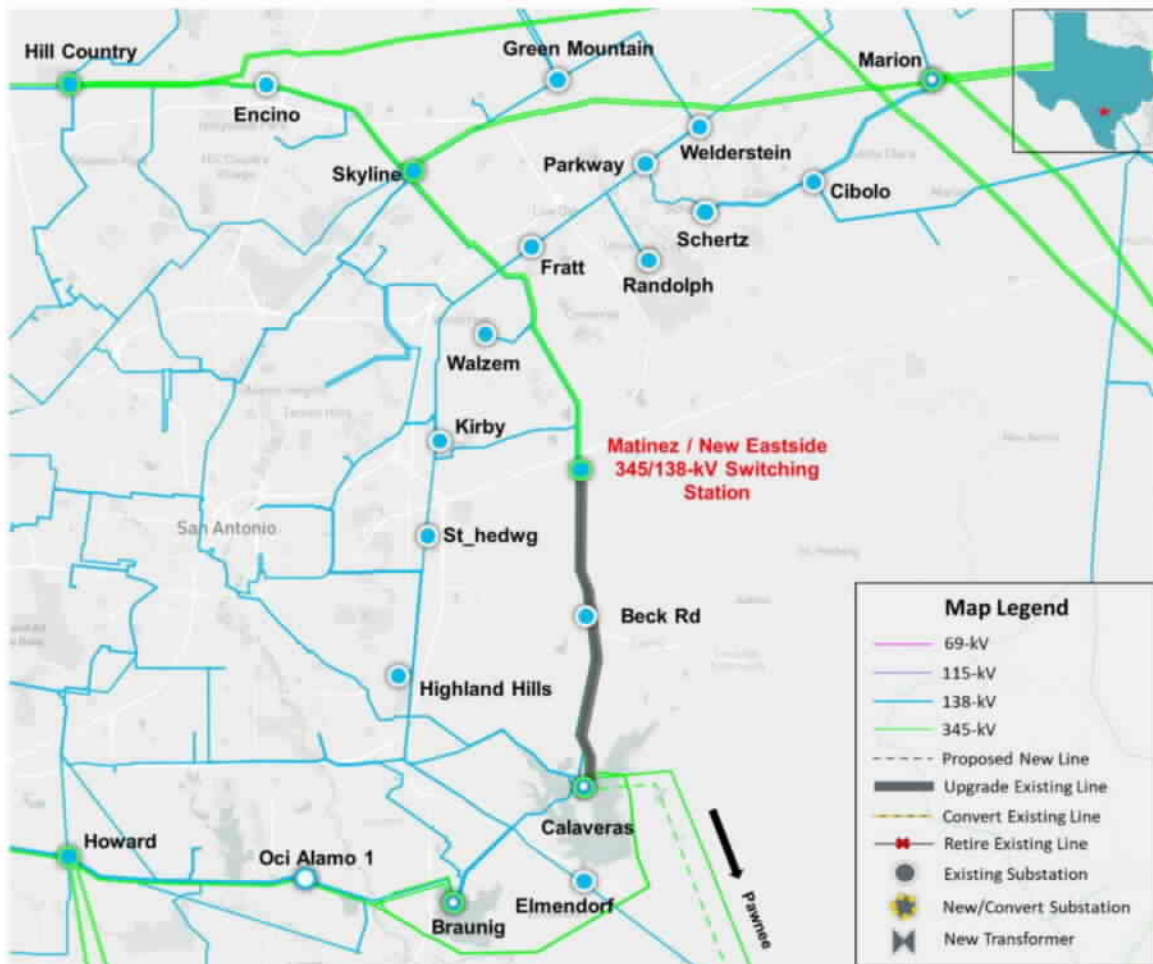 Hill Country
Green Mountain
Marion
Encino
Welderstein
Parkway
Skyline
Cibolo
Schertz
Fratt
Randolph
Walzem
Kirby
Matinez / New Eastside
345/138-kV Switching
Station
San Antonio
St_hedwg
Beck Rd
Highland Hills
Calaveras
Howard
Oci Alamo 1
Elmendorf
Braunig
Pawnee
Map Legend
69-kV
115-kV
138-kV
345-kV
Proposed New Line
Upgrade Existing Line
Convert Existing Line
Retire Existing Line
Existing Substation
New/Convert Substation
New Transformer